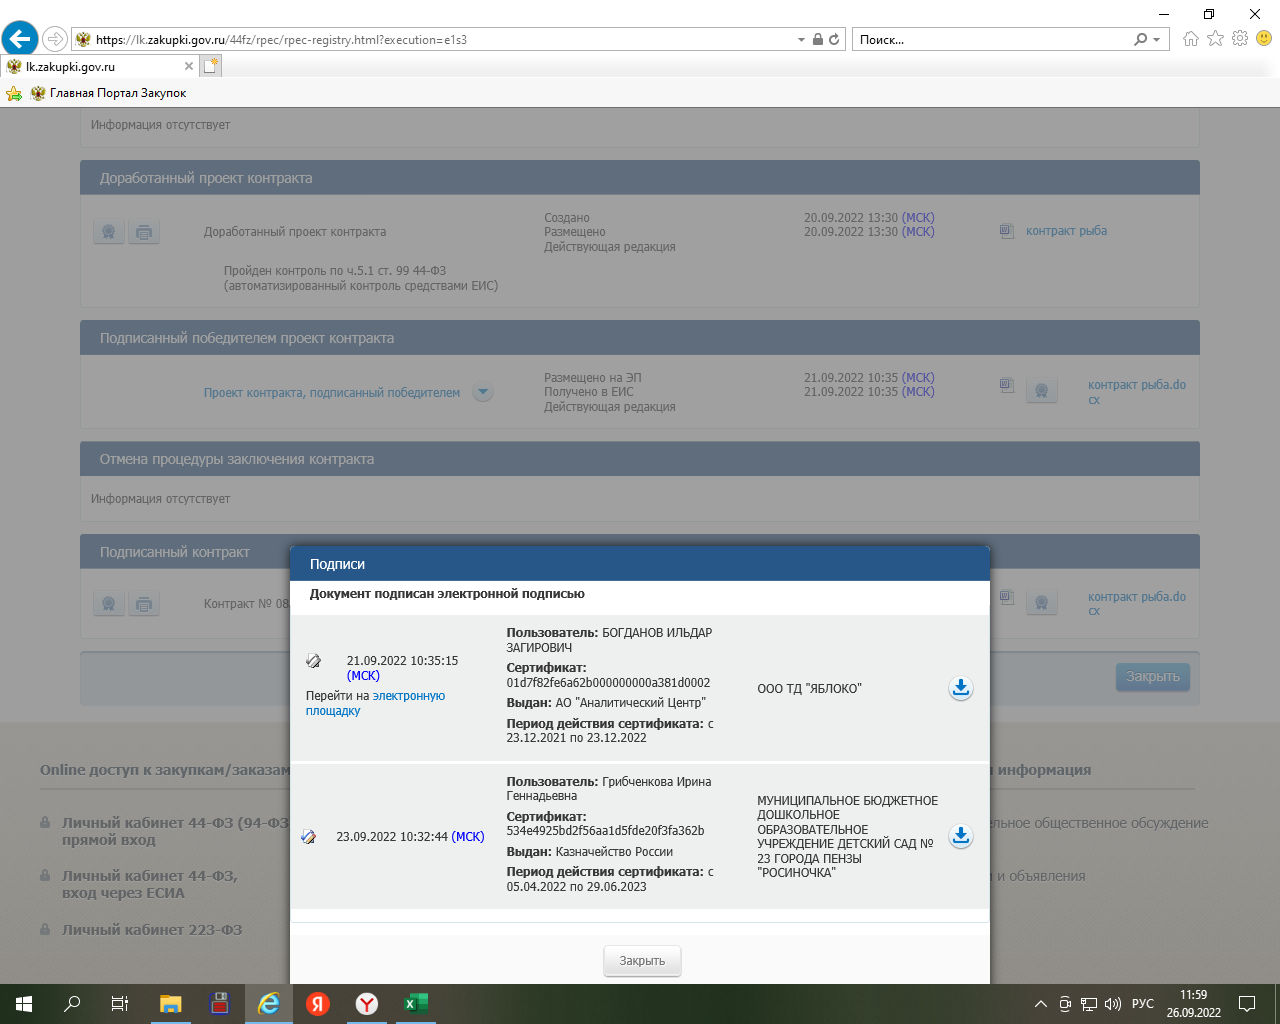 https://lk.zakupki.gov.ru/44fz/rpec/rpec-registry.html?execution=e1s3
Поиск...
lk.zakupki.gov.ru
Главная Портал Закупок
Информация отсутствует
Доработанный проект контракта
Доработанный проект контракта
Создано 20.09.2022 13:30 (МСК)
Размещено 20.09.2022 13:30 (МСК)
Действующая редакция
контракт рыба
Пройден контроль по ч.5.1 ст. 99 44-ФЗ
(автоматизированный контроль средствами ЕИС)
Подписанный победителем проект контракта
Проект контракта, подписанный победителем
Размещено на ЭП 21.09.2022 10:35 (МСК)
Получено в ЕИС 21.09.2022 10:35 (МСК)
Действующая редакция
контракт рыба.do
cx
Отмена процедуры заключения контракта
Информация отсутствует
Подписанный контракт
Контракт № 08
контракт рыба.do
cx
Закрыть
Подписи
Документ подписан электронной подписью
21.09.2022 10:35:15
(МСК)
Перейти на электронную
площадку
Пользователь: БОГДАНОВ ИЛЬДАР
ЗАГИРОВИЧ
Сертификат:
01d7f82fe6a62b000000000a381d0002
Выдан: АО "Аналитический Центр"
Период действия сертификата: с
23.12.2021 по 23.12.2022
ООО ТД "ЯБЛОКО"
23.09.2022 10:32:44 (МСК)
Пользователь: Грибченкова Ирина
Геннадьевна
Сертификат:
534e4925bd2f56aa1d5fde20f3fa362b
Выдан: Казначейство России
Период действия сертификата: с
05.04.2022 по 29.06.2023
МУНИЦИПАЛЬНОЕ БЮДЖЕТНОЕ
ДОШКОЛЬНОЕ
ОБРАЗОВАТЕЛЬНОЕ
УЧРЕЖДЕНИЕ ДЕТСКИЙ САД №
23 ГОРОДА ПЕНЗЫ
"РОСИНОЧКА"
Закрыть
Online доступ к закупкам/заказам
Личный кабинет 44-ФЗ (94-ФЗ
прямой вход
Личный кабинет 44-ФЗ,
вход через ЕСИА
Личный кабинет 223-ФЗ
информация
льное общественное обсуждение
и и объявления
РУС
11:59
26.09.2022